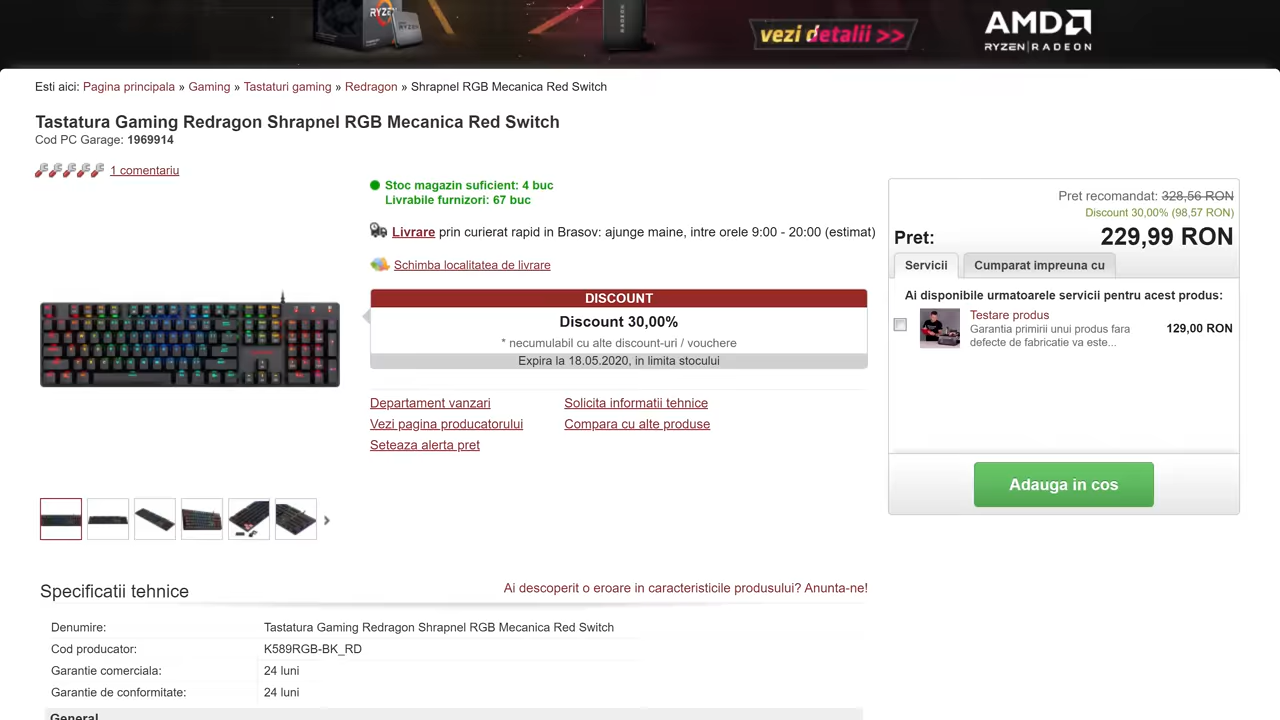 RYZEN
RYZEN
RADEON
vezi detalii >>
AMD
RYZEN | RADEON
Esti aici: Pagina principala » Gaming » Tastaturi gaming » Redragon » Shrapnel RGB Mecanica Red Switch
Tastatura Gaming Redragon Shrapnel RGB Mecanica Red Switch
Cod PC Garage: 1969914
1 comentariu
Stoc magazin suficient: 4 buc
Livrabile furnizori: 67 buc
Livrare prin curierat rapid in Brasov: ajunge maine, intre orele 9:00 - 20:00 (estimat)
Schimba localitatea de livrare
DISCOUNT
Discount 30,00%
* necumulabil cu alte discount-uri / vouchere
Expira la 18.05.2020, in limita stocului
Departament vanzari
Solicita informatii tehnice
Vezi pagina producatorului
Compara cu alte produse
Seteaza alerta pret
Pret recomandat: 328,56 RON
Discount 30,00% (98,57 RON)
Pret: 229,99 RON
Servicii
Cumparat impreuna cu
Ai disponibile urmatoarele servicii pentru acest produs:
Testare produs
Garantia primirii unui produs fara
defecte de fabricatie va este...
129,00 RON
Adauga in cos
Specificatii tehnice
Ai descoperit o eroare in caracteristicile produsului? Anunta-ne!
Denumire: Tastatura Gaming Redragon Shrapnel RGB Mecanica Red Switch
Cod producator: K589RGB-BK_RD
Garantie comerciala: 24 luni
Garantie de conformitate: 24 luni
General